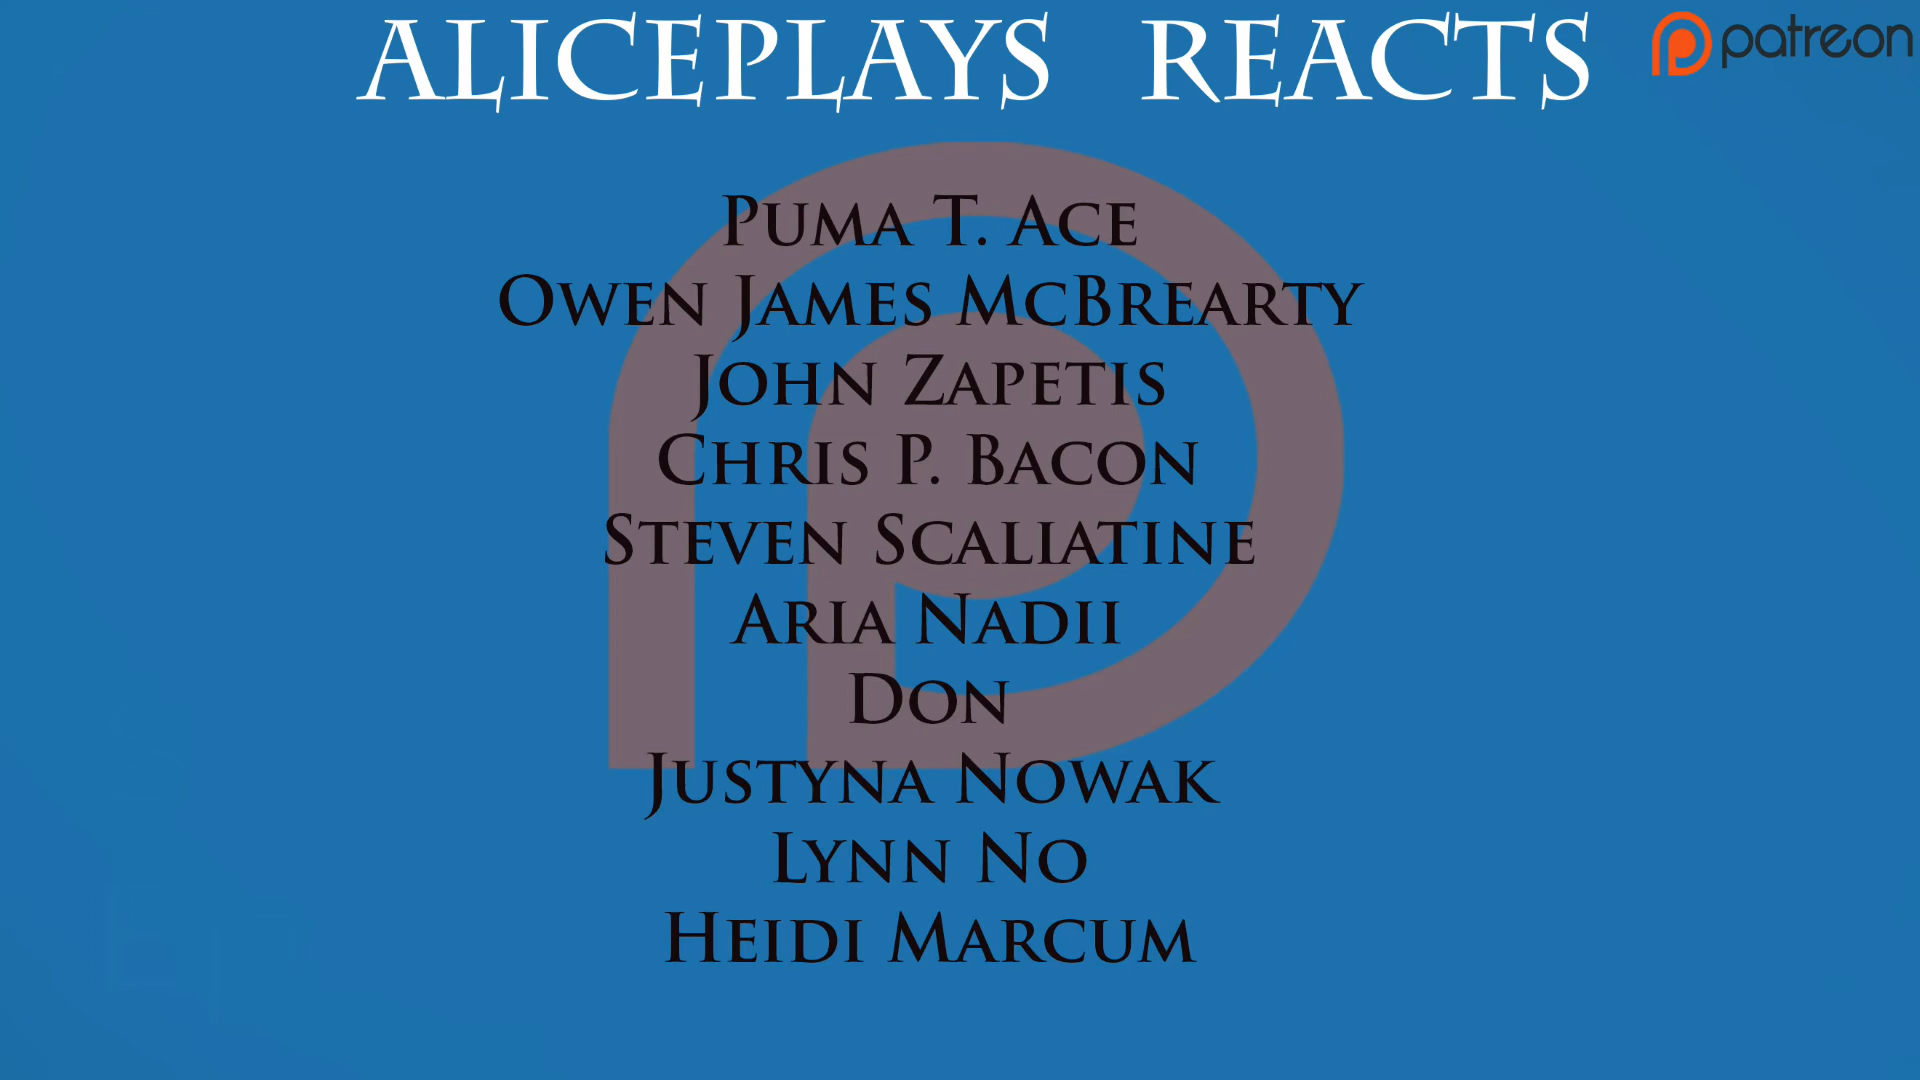 ALICEPLAYS REACTS
patreon
PUMA T. ACE
OWEN JAMES MCBREARTY
JOHN ZAPETIS
CHRIS P. BACON
STEVEN SCALIATINE
ARIA NADII
DON
JUSTYNA NOWAK
LYNN NO
HEIDI MARCUM